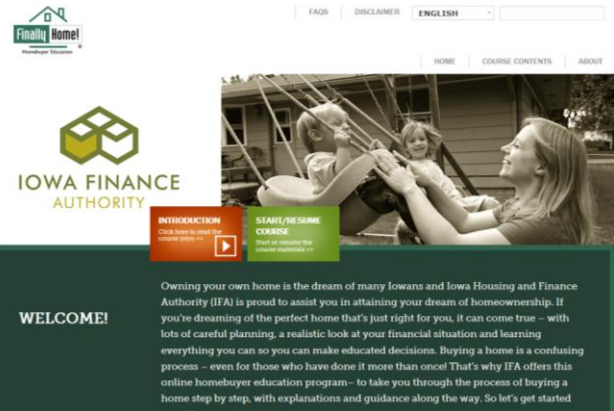 FAQS
DISCLAIMER
ENGLISH
Finally Home!
Homebuyer Education
HOME
COURSE CONTENTS
ABOUT
IOWA FINANCE
AUTHORITY
INTRODUCTION
Click here to read the
course intro >>
START/RESUME
COURSE
Start or resume the
course materials >>
WELCOME!
Owning your own home is the dream of many Iowans and Iowa Housing and Finance
Authority (IFA) is proud to assist you in attaining your dream of homeownership. If
you're dreaming of the perfect home that's just right for you, it can come true – with
lots of careful planning, a realistic look at your financial situation and learning
everything you can so you can make educated decisions. Buying a home is a confusing
process – even for those who have done it more than once! That's why IFA offers this
online homebuyer education program– to take you through the process of buying a
home step by step, with explanations and guidance along the way. So let's get started